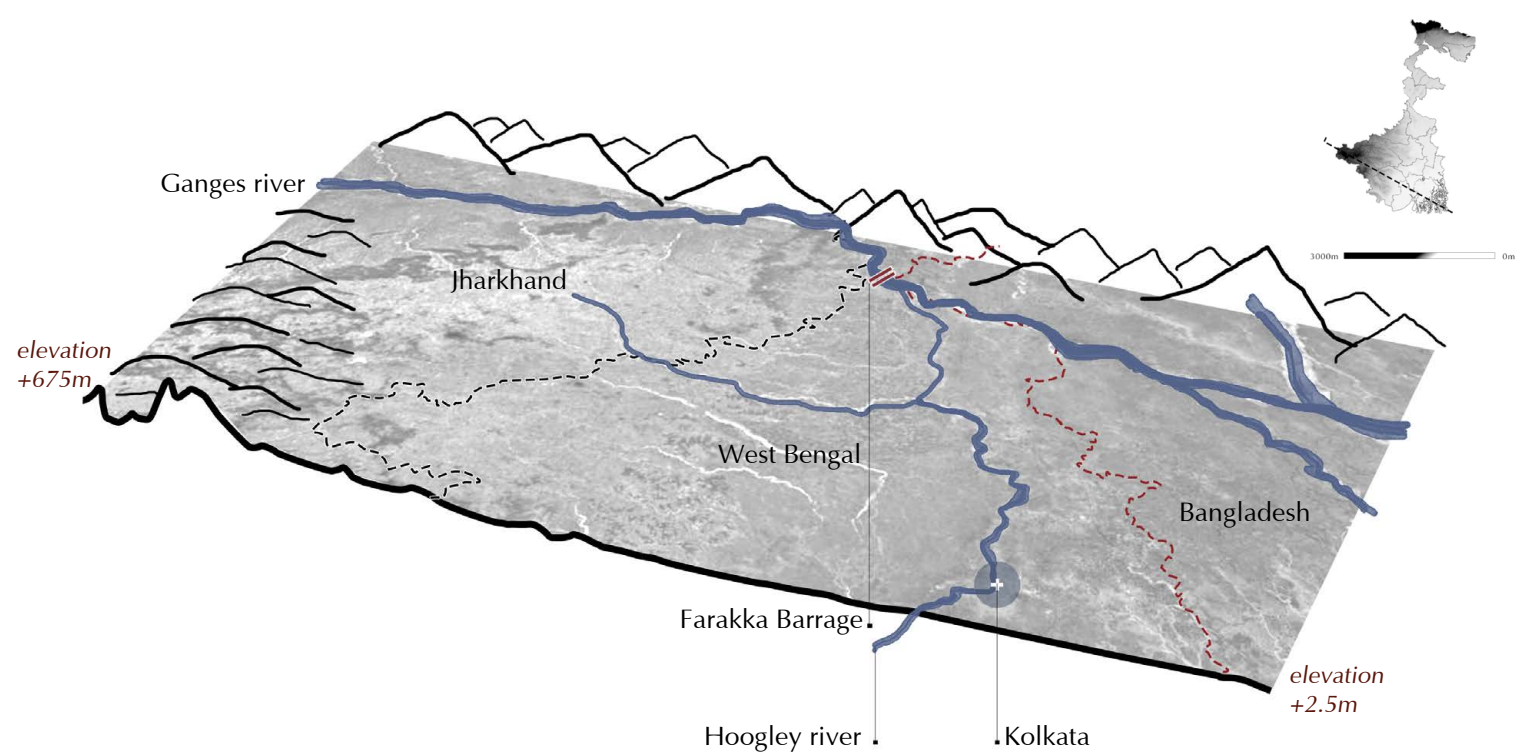 Ganges river
3000m
0m
Jharkhand
elevation
+675m
West Bengal
Bangladesh
Farakka Barrage
elevation
+2.5m
Hoogley river
Kolkata